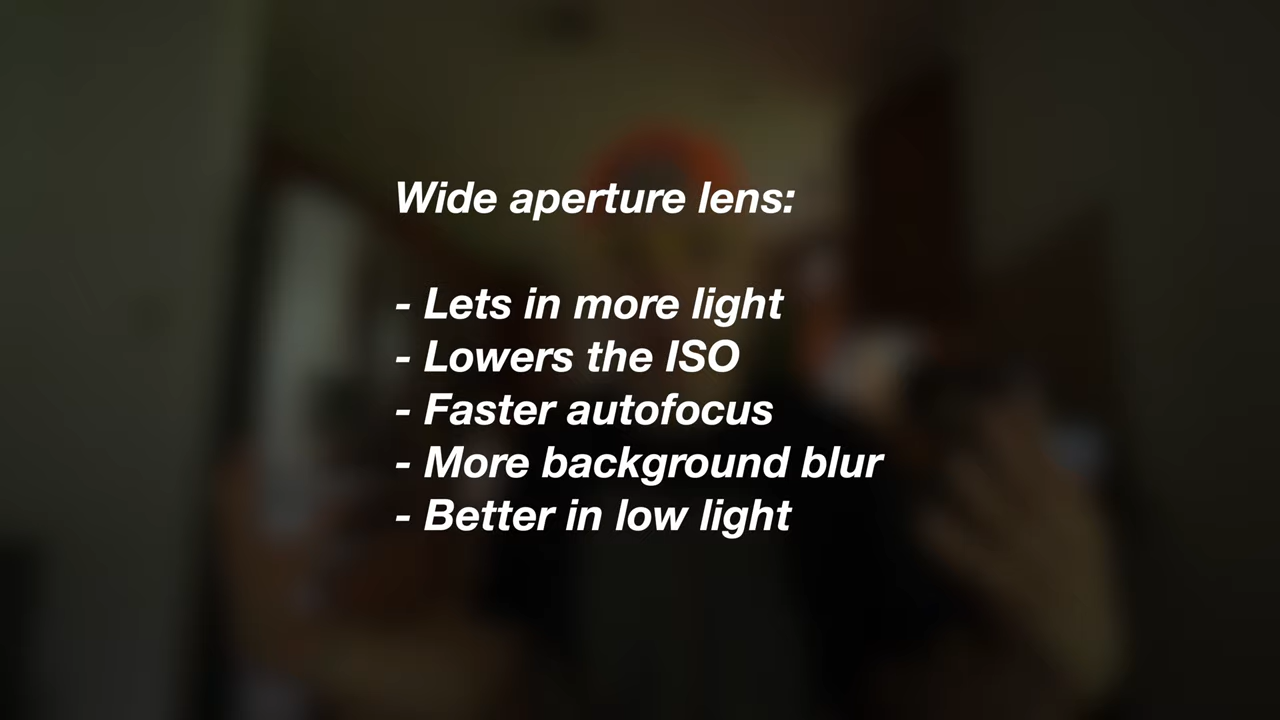 Wide aperture lens:
- Lets in more light
- Lowers the ISO
- Faster autofocus
- More background blur
- Better in low light